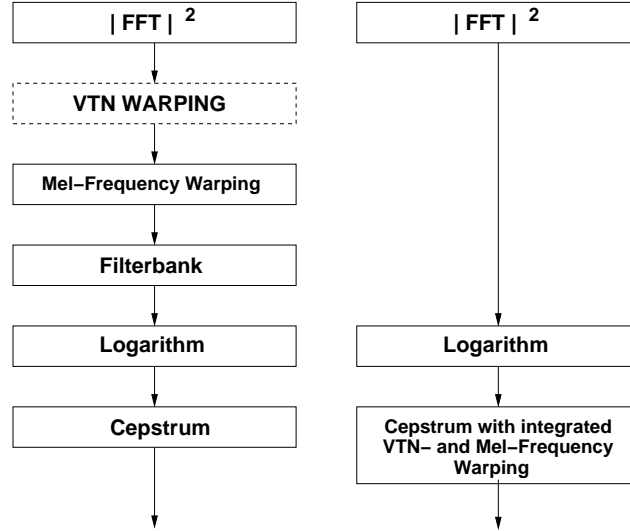 | FFT | 2
VTN WARPING
Mel−Frequency Warping
Filterbank
Logarithm
Cepstrum
| FFT | 2
Logarithm
Cepstrum with integrated
VTN− and Mel−Frequency
Warping